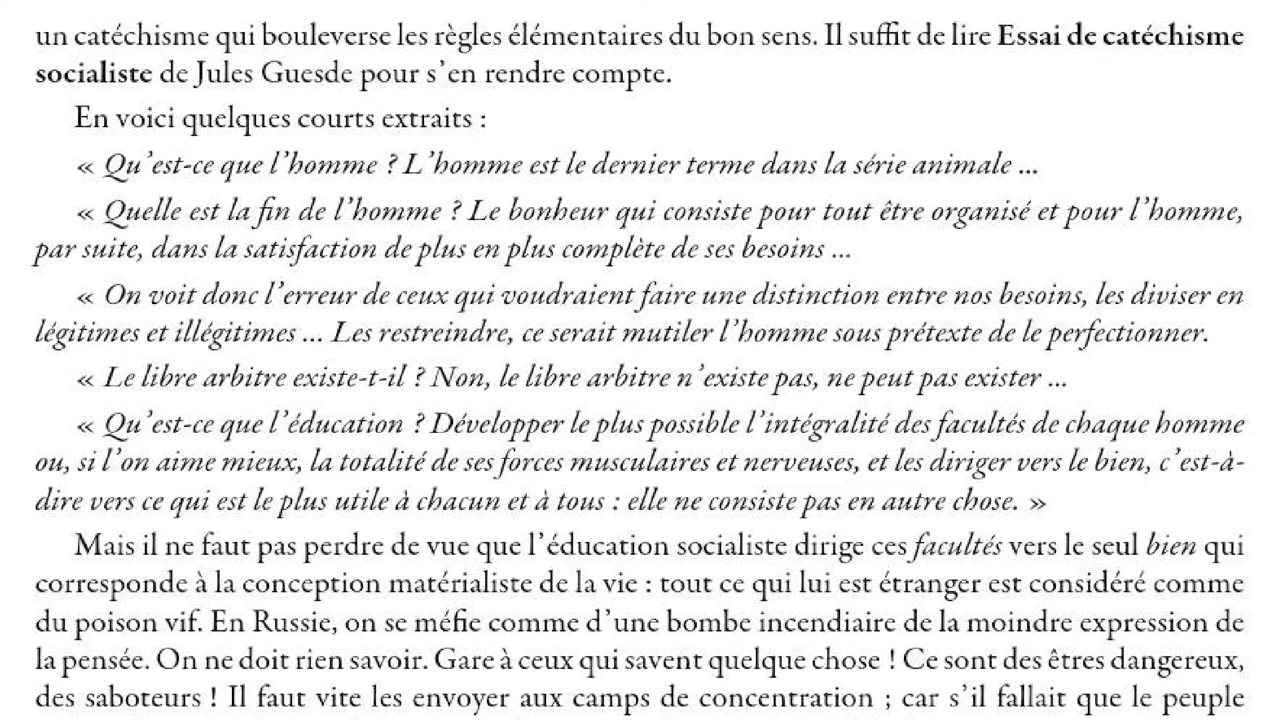 un catéchisme qui bouleverse les règles élémentaires du bon sens. Il suffit de lire Essai de catéchisme
socialiste de Jules Guesde pour s’en rendre compte.
En voici quelques courts extraits :
« Qu’est-ce que l’homme ? L’homme est le dernier terme dans la série animale ...
« Quelle est la fin de l’homme ? Le bonheur qui consiste pour tout être organisé et pour l’homme,
par suite, dans la satisfaction de plus en plus complète de ses besoins ...
« On voit donc l’erreur de ceux qui voudraient faire une distinction entre nos besoins, les diviser en
légitimes et illégitimes ... Les restreindre, ce serait mutiler l’homme sous prétexte de le perfectionner.
« Le libre arbitre existe-t-il ? Non, le libre arbitre n’existe pas, ne peut pas exister ...
« Qu’est-ce que l’éducation ? Développer le plus possible l’intégralité des facultés de chaque homme
ou, si l’on aime mieux, la totalité de ses forces musculaires et nerveuses, et les diriger vers le bien, c’est-à-
dire vers ce qui est le plus utile à chacun et à tous : elle ne consiste pas en autre chose. »
Mais il ne faut pas perdre de vue que l’éducation socialiste dirige ces facultés vers le seul bien qui
corresponde à la conception matérialiste de la vie : tout ce qui lui est étranger est considéré comme
du poison vif. En Russie, on se méfie comme d’une bombe incendiaire de la moindre expression de
la pensée. On ne doit rien savoir. Gare à ceux qui savent quelque chose ! Ce sont des êtres dangereux,
des saboteurs ! Il faut vite les envoyer aux camps de concentration ; car s’il fallait que le peuple